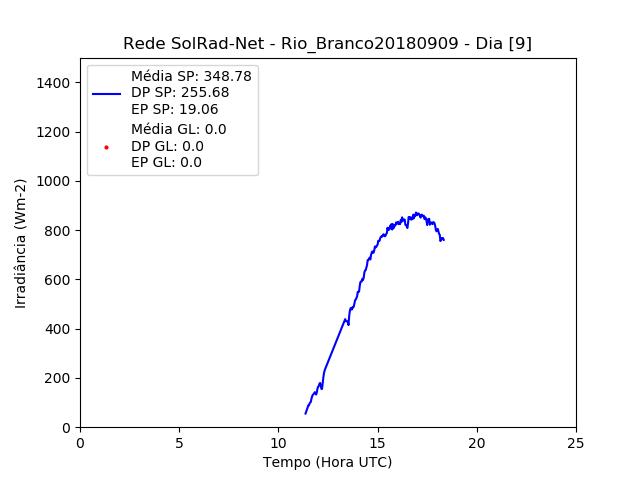 Rede SolRad-Net - Rio_Branco20180909 - Dia [9]
Média SP: 348.78
DP SP: 255.68
EP SP: 19.06
Média GL: 0.0
DP GL: 0.0
EP GL: 0.0
1400
1200
1000
800
600
400
200
0
Irradiância (Wm-2)
0 5 10 15 20 25
Tempo (Hora UTC)